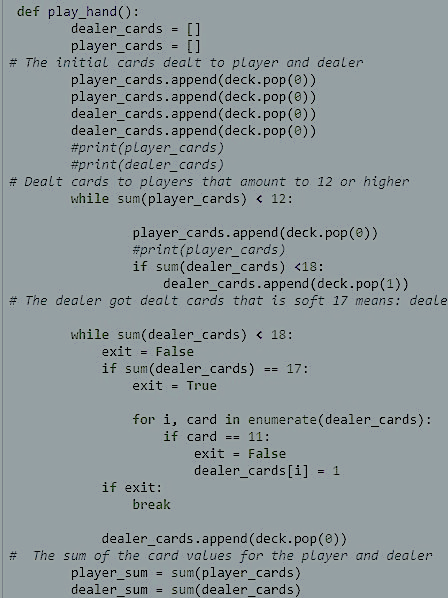 def play_hand():
dealer_cards = []
player_cards = []
# The initial cards dealt to player and dealer
player_cards.append(deck.pop(0))
player_cards.append(deck.pop(0))
dealer_cards.append(deck.pop(0))
dealer_cards.append(deck.pop(0))
#print(player_cards)
#print(dealer_cards)
# Dealt cards to players that amount to 12 or higher
while sum(player_cards) < 12:
player_cards.append(deck.pop(0))
#print(player_cards)
if sum(dealer_cards) <18:
dealer_cards.append(deck.pop(1))
# The dealer got dealt cards that is soft 17 means: deale
while sum(dealer_cards) < 18:
exit = False
if sum(dealer_cards) == 17:
exit = True
for i, card in enumerate(dealer_cards):
if card == 11:
exit = False
dealer_cards[i] = 1
if exit:
break
dealer_cards.append(deck.pop(0))
# The sum of the card values for the player and dealer
player_sum = sum(player_cards)
dealer_sum = sum(dealer_cards)